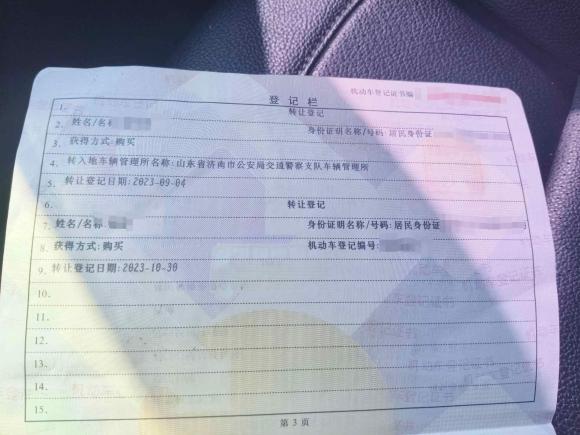 机动车登记证书编
登记栏
1. 转让登记
2. 姓名/名称 身份证明名称/号码:居民身份证
3. 获得方式:购买
4. 转入地车辆管理所名称:山东省济南市公安局交通警察支队车辆管理所
5. 转让登记日期:2023-09-04
6. 转让登记
7. 姓名/名称 身份证明名称/号码:居民身份证
8. 获得方式:购买 机动车登记编号:
9. 转让登记日期:2023-10-30
10.
11.
12.
13.
14.
15.
第 3 页